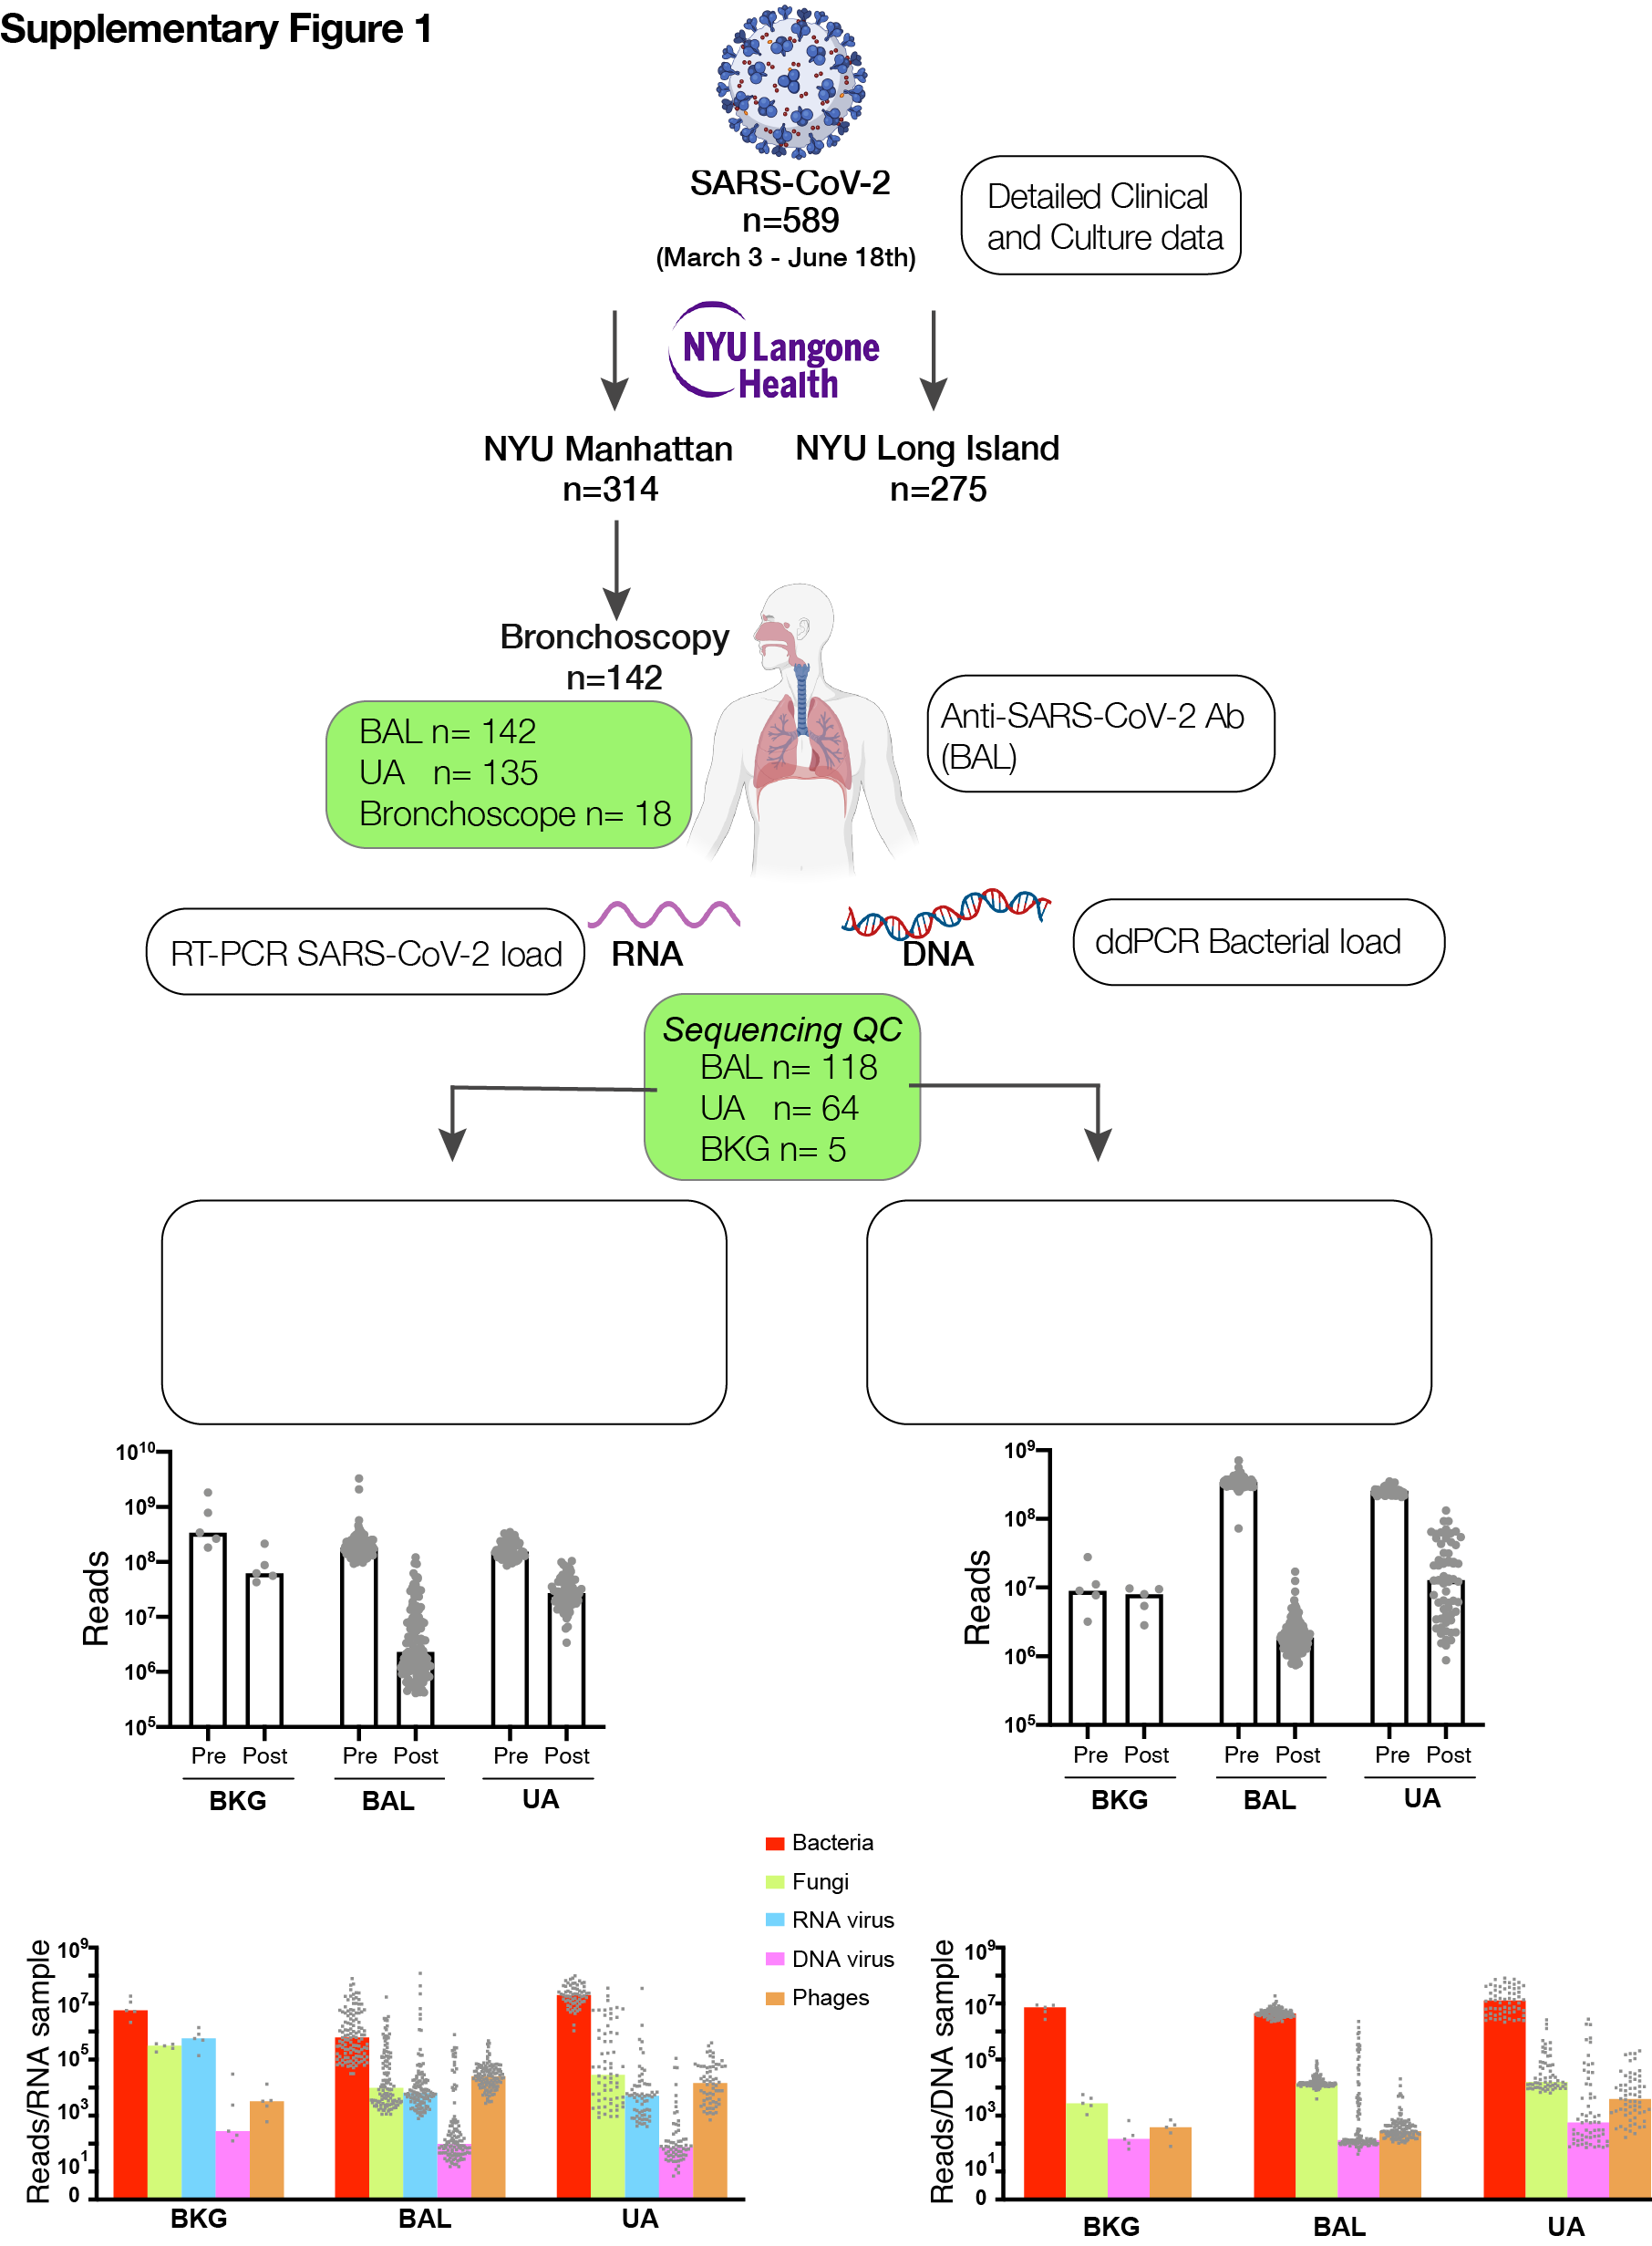 Supplementary Figure 1
SARS-CoV-2
n=589
(March 3 - June 18th)
Detailed Clinical
and Culture data
NYU Langone
Health
NYU Manhattan
n=314
NYU Long Island
n=275
Bronchoscopy
n=142
BAL n= 142
UA n= 135
Bronchoscope n= 18
Anti-SARS-CoV-2 Ab
(BAL)
RT-PCR SARS-CoV-2 load
RNA
DNA
ddPCR Bacterial load
Sequencing QC
BAL n= 118
UA n= 64
BKG n= 5
Reads
10¹⁰
10⁹
10⁸
10⁷
10⁶
10⁵
Pre Post Pre Post Pre Post
BKG BAL UA
Reads
10⁹
10⁸
10⁷
10⁶
10⁵
Pre Post Pre Post Pre Post
BKG BAL UA
Bacteria
Fungi
RNA virus
DNA virus
Phages
Reads/RNA sample
10⁹
10⁷
10⁵
10³
10¹
0
BKG BAL UA
Reads/DNA sample
10⁹
10⁷
10⁵
10³
10¹
0
BKG BAL UA